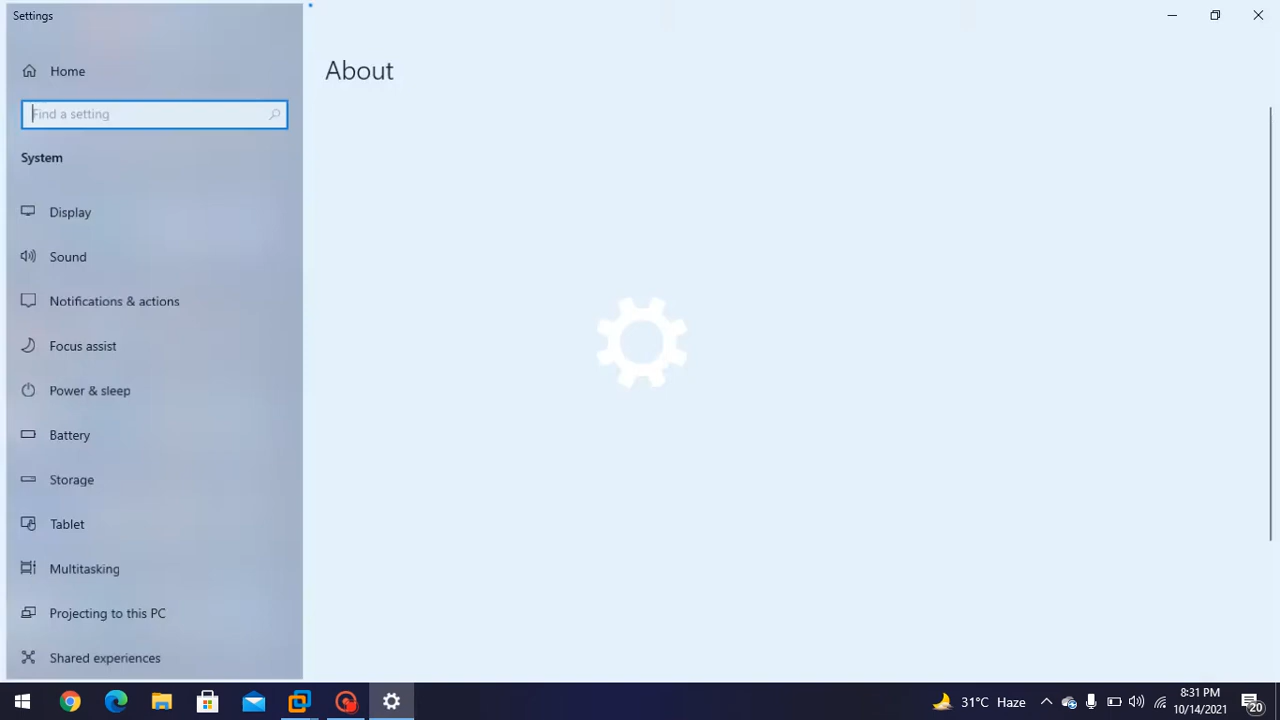 Settings
Home
Find a setting
System
Display
Sound
Notifications & actions
Focus assist
Power & sleep
Battery
Storage
Tablet
Multitasking
Projecting to this PC
Shared experiences
About
31°C Haze
8:31 PM
10/14/2021
20